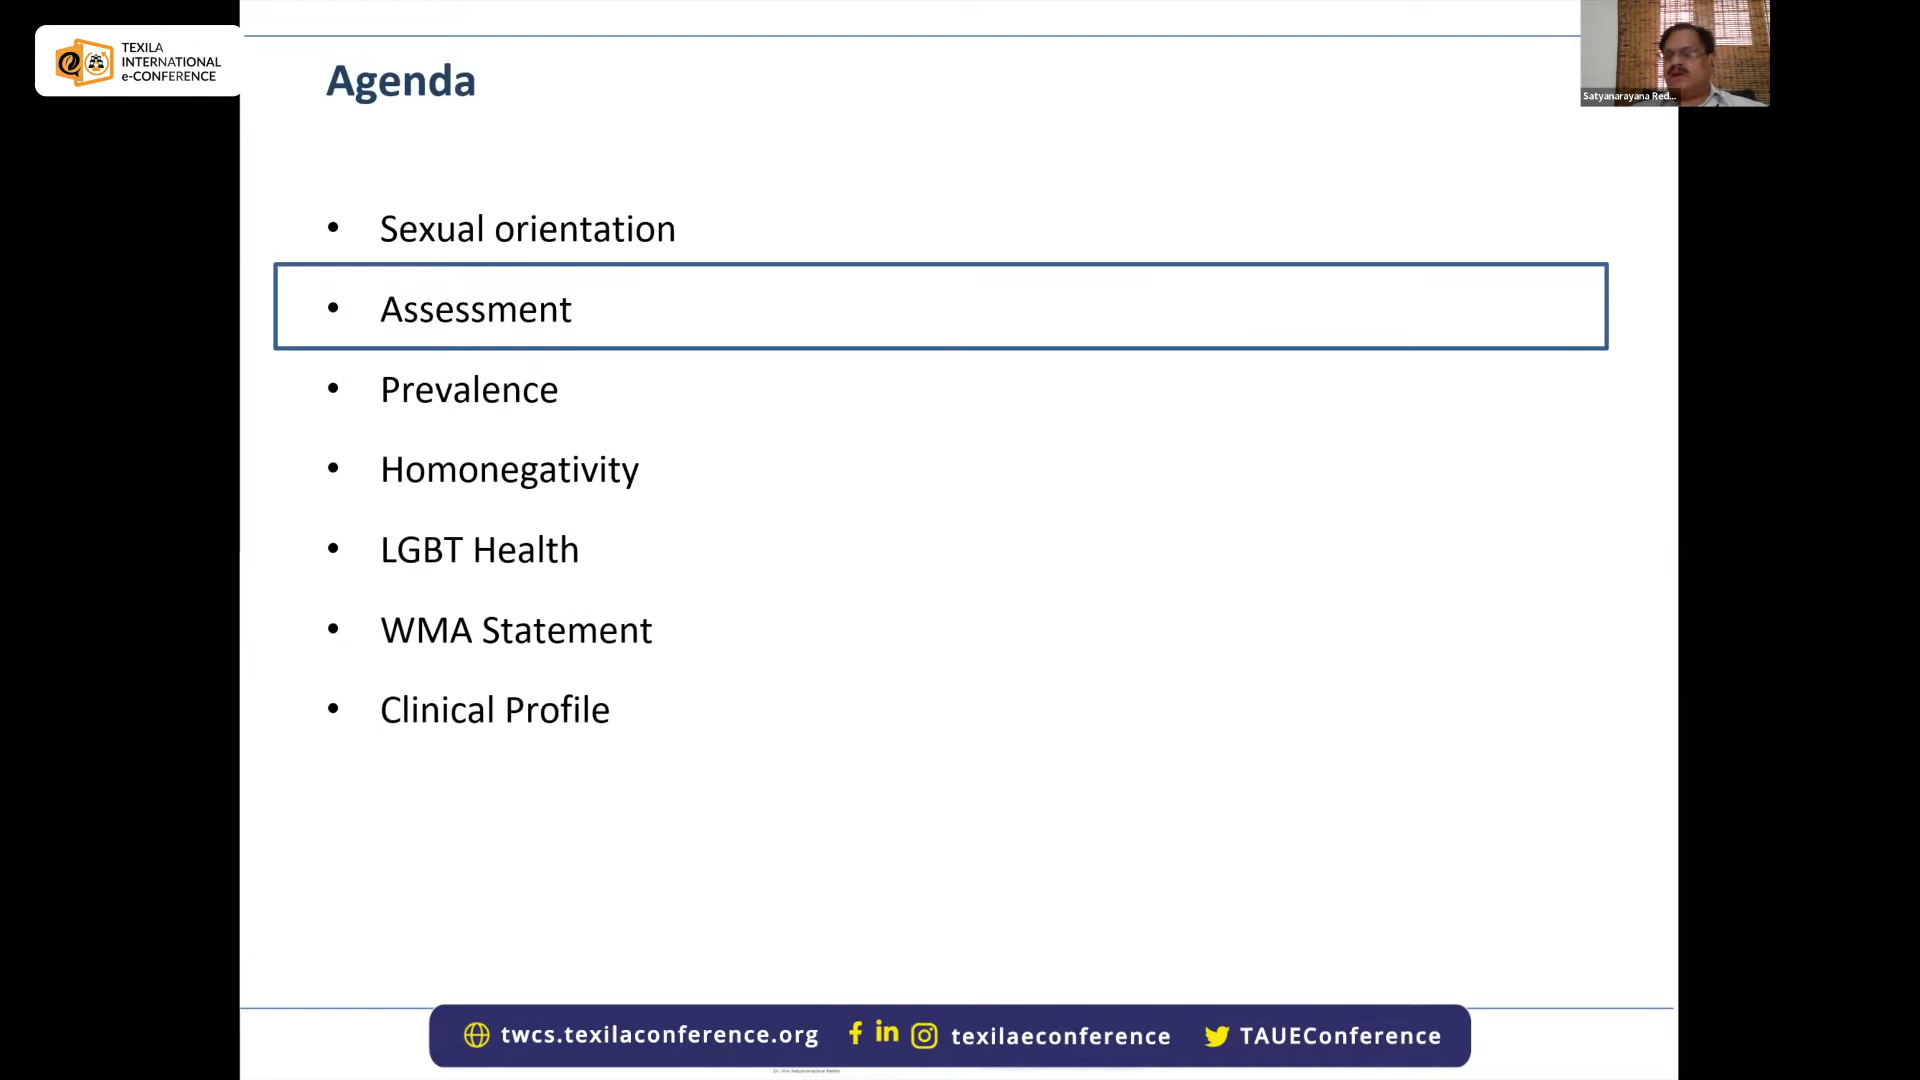 TEXILA
INTERNATIONAL
e-CONFERENCE
Agenda
Satyanarayana Red...
• Sexual orientation
• Assessment
• Prevalence
• Homonegativity
• LGBT Health
• WMA Statement
• Clinical Profile
twcs.texilaconference.org
texilaeconference
TAUEConference